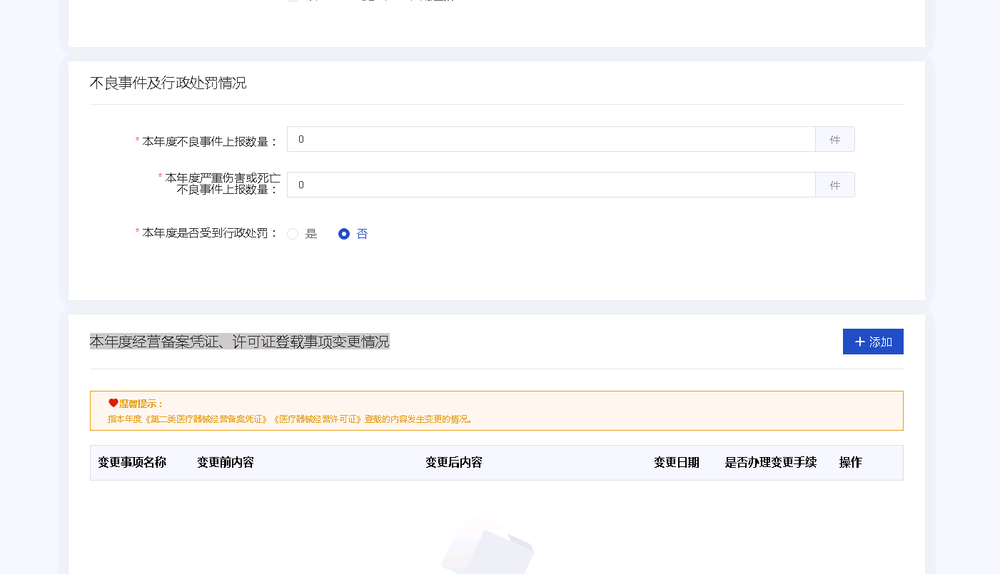 不良事件及行政处罚情况
* 本年度不良事件上报数量：
0
件
* 本年度严重伤害或死亡
不良事件上报数量：
0
件
* 本年度是否受到行政处罚：
是
否
本年度经营备案凭证、许可证登载事项变更情况
添加
温馨提示：
指本年度《第二类医疗器械经营备案凭证》《医疗器械经营许可证》登载的内容发生变更的情况。
变更事项名称 变更前内容 变更后内容 变更日期 是否办理变更手续 操作